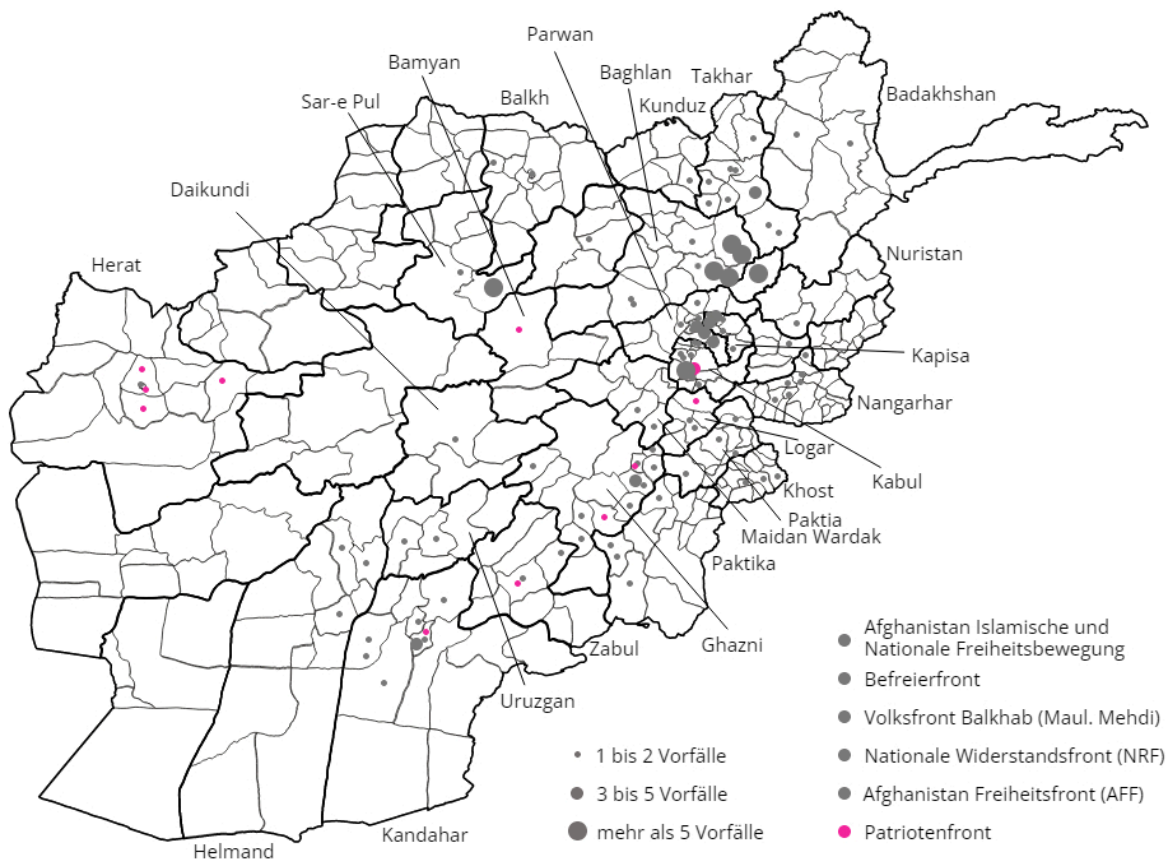 Parwan
Bamyan
Baghlan
Takhar
Sar-e Pul
Balkh
Kunduz
Badakhshan
Daikundi
Herat
Nuristan
Kapisa
Nangarhar
Logar
Kabul
Khost
Paktia
Maidan Wardak
Paktika
Ghazni
Zabul
Uruzgan
Kandahar
Helmand
1 bis 2 Vorfälle
3 bis 5 Vorfälle
mehr als 5 Vorfälle
Afghanistan Islamische und
Nationale Freiheitsbewegung
Befreierfront
Volksfront Balkhab (Maul. Mehdi)
Nationale Widerstandsfront (NRF)
Afghanistan Freiheitsfront (AFF)
Patriotenfront